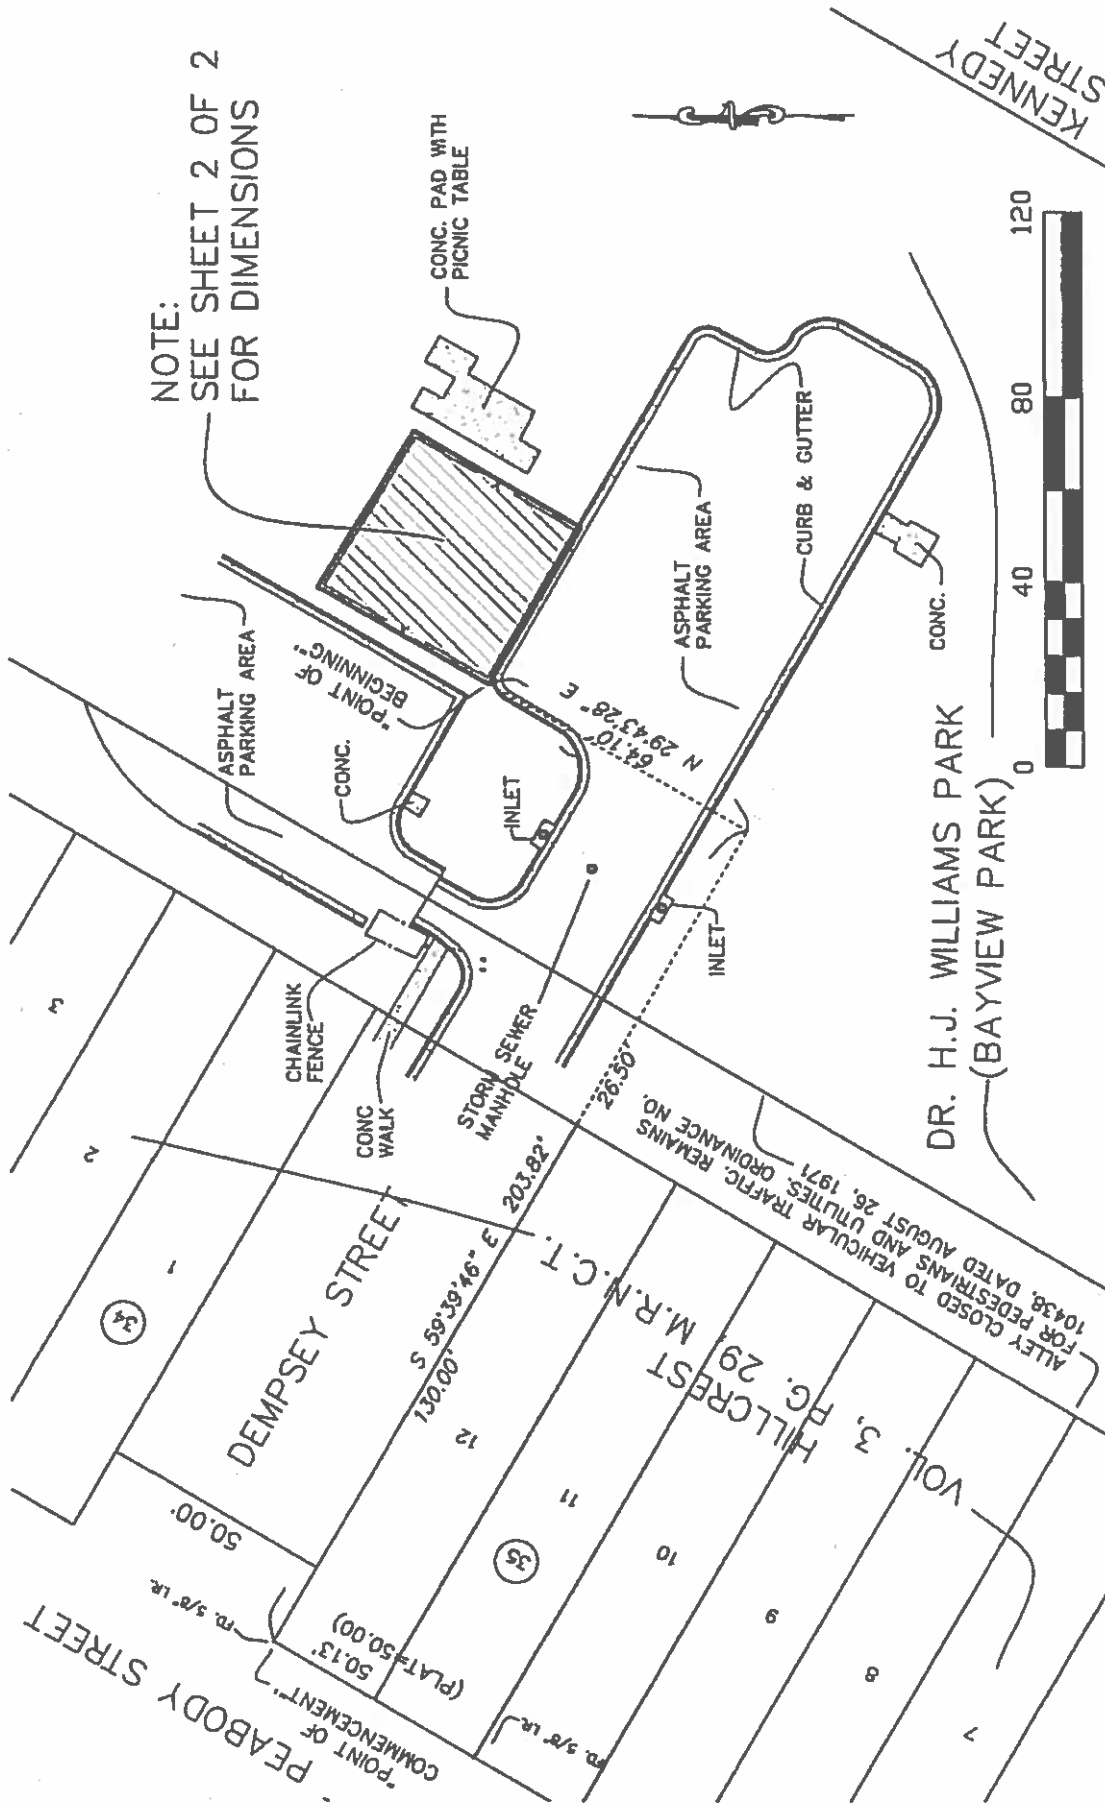 NOTE:
SEE SHEET 2 OF 2
FOR DIMENSIONS
KENNEDY
STREET
CONC. PAD WITH
PICNIC TABLE
ASPHALT
PARKING AREA
"POINT OF
BEGINNING"
CONC.
INLET
CHAINLINK
FENCE
CONC
WALK
STORM SEWER
MANHOLE
INLET
N 29°43'28" E
64.10'
ASPHALT
PARKING AREA
CURB & GUTTER
CONC.
0
40
80
120
DR. H.J. WILLIAMS PARK
(BAYVIEW PARK)
26.50'
ALLEY CLOSED TO VEHICULAR TRAFFIC, REMAINS
FOR PEDESTRIANS AND UTILITIES, ORDINANCE NO.
10438, DATED AUGUST 26, 1971
3
2
1
34
DEMPSEY STREET
S 59°39'46" E 203.82'
130.00'
50.00'
FD. 5/8" I.R.
PEABODY STREET
"POINT OF
COMMENCEMENT"
50.13'
(PLAT=50.00)
FD. 5/8" I.R.
12
11
35
10
9
8
7
HILLCREST
VOL. 3, PG. 29, M.R.N.C.T.